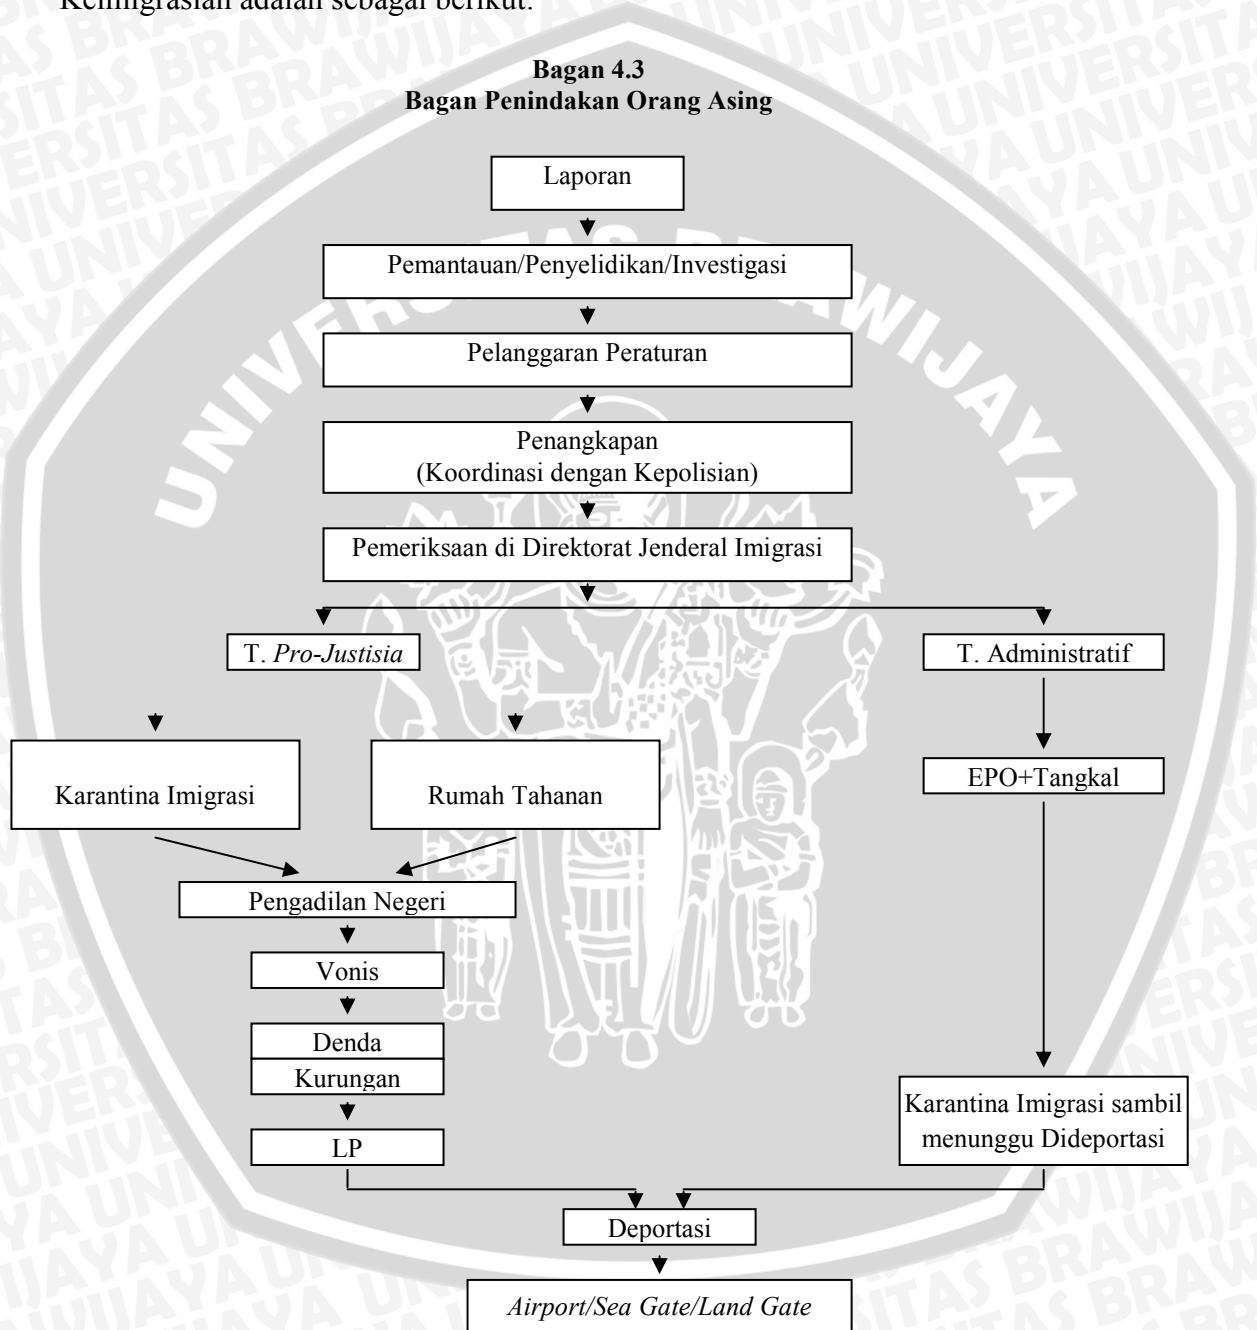 Keimigrasian adalah sebagai berikut:
Bagan 4.3
Bagan Penindakan Orang Asing
Laporan
Pemantauan/Penyelidikan/Investigasi
Pelanggaran Peraturan
Penangkapan
(Koordinasi dengan Kepolisian)
Pemeriksaan di Direktorat Jenderal Imigrasi
T. Pro-Justisia
T. Administratif
Karantina Imigrasi
Rumah Tahanan
EPO+Tangkal
Pengadilan Negeri
Vonis
Denda
Kurungan
LP
Karantina Imigrasi sambil
menunggu Dideportasi
Deportasi
Airport/Sea Gate/Land Gate
UNIVERSITAS BRAWIJAYA